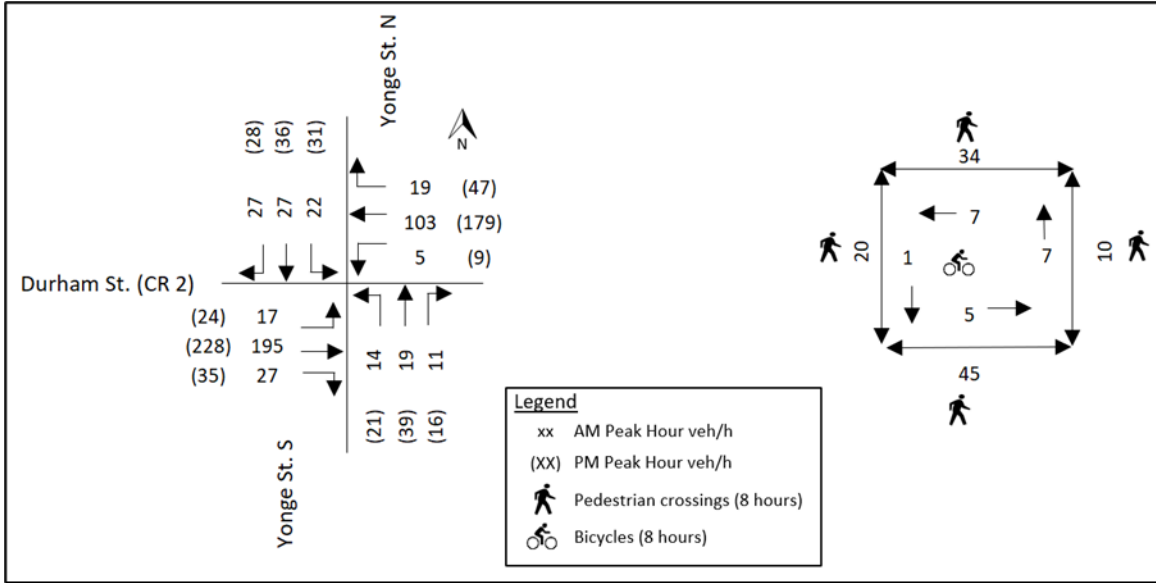 Yonge St. N
N
(28) (36) (31)
27 27 22
19 (47)
103 (179)
5 (9)
Durham St. (CR 2)
(24) 17
(228) 195
(35) 27
14 19 11
(21) (39) (16)
Yonge St. S
34
7
20 1 7 10
5
45
Legend
xx AM Peak Hour veh/h
(XX) PM Peak Hour veh/h
Pedestrian crossings (8 hours)
Bicycles (8 hours)